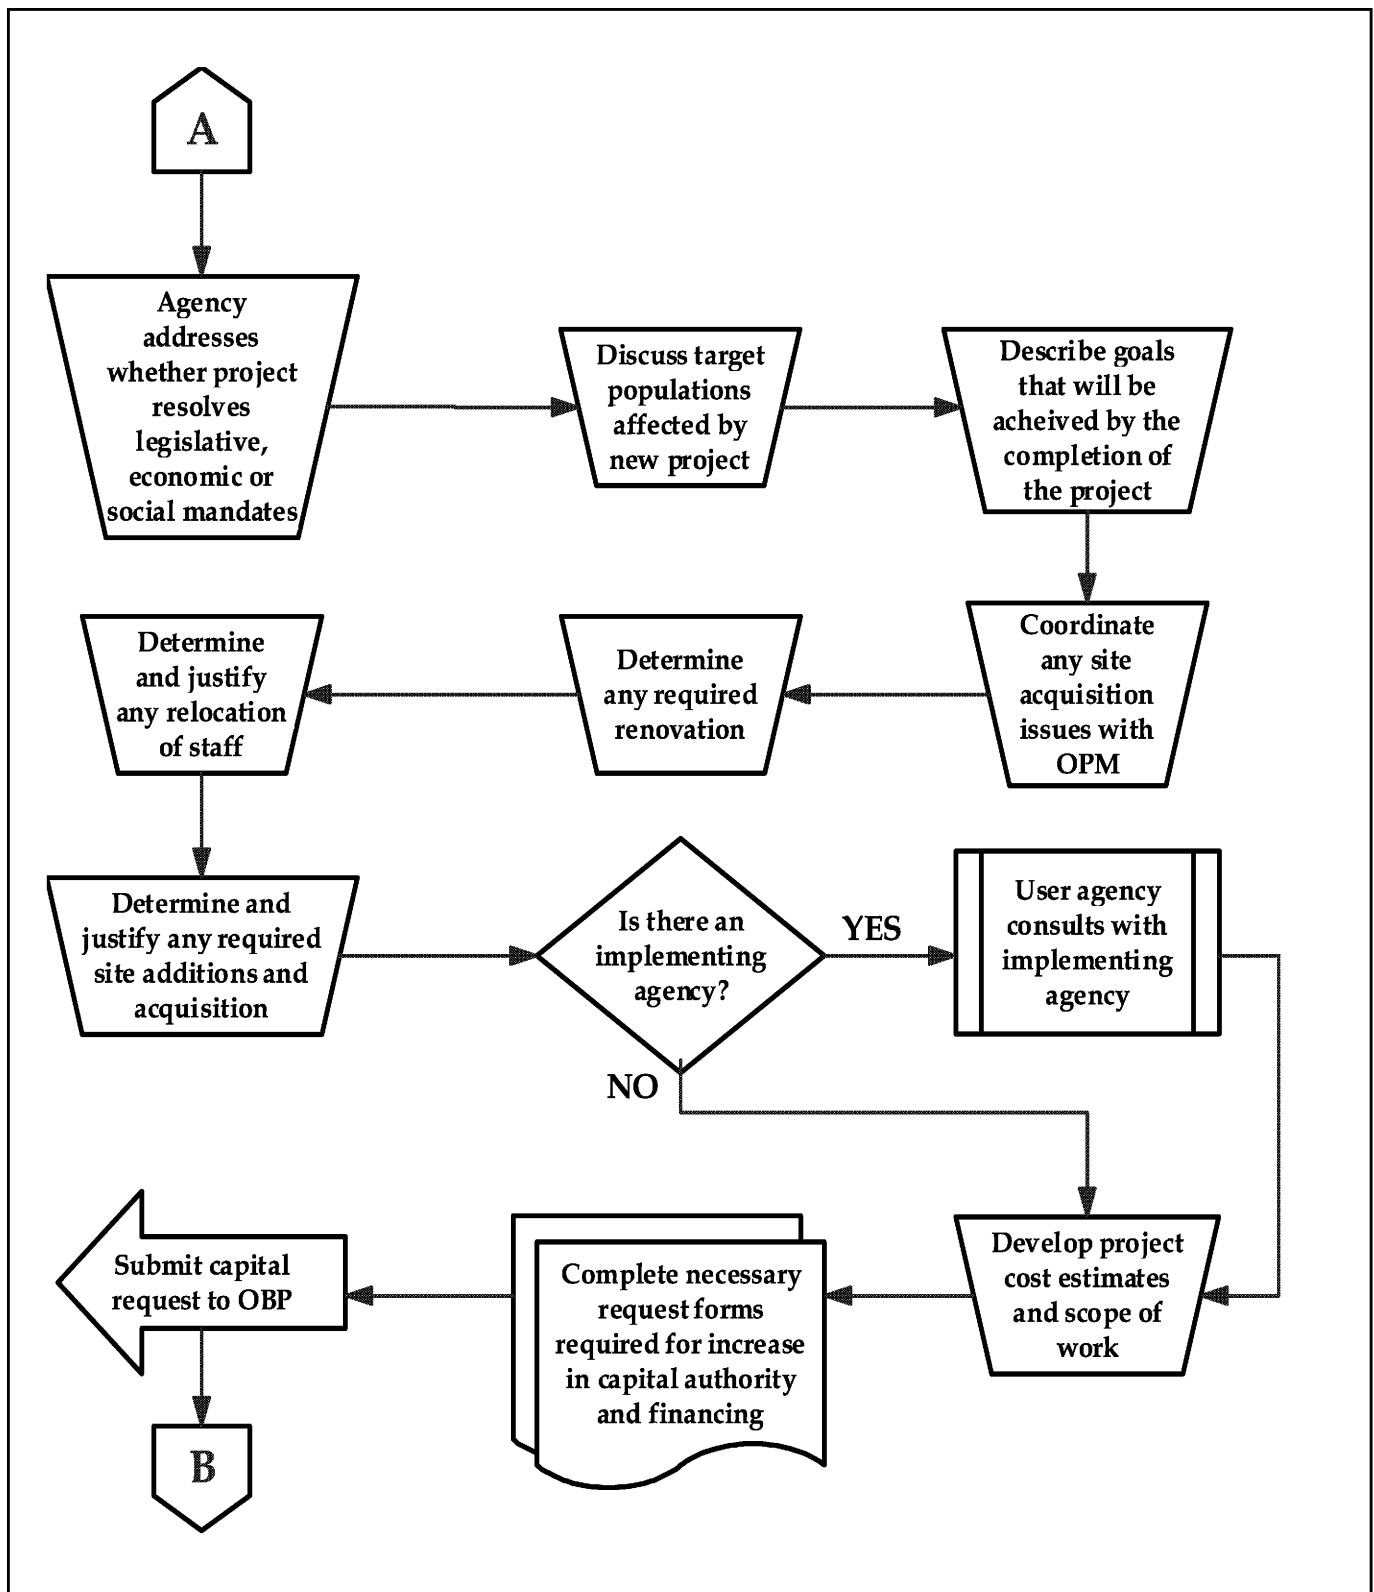 A
Agency
addresses
whether project
resolves
legislative,
economic or
social mandates
Discuss target
populations
affected by
new project
Describe goals
that will be
acheived by the
completion of
the project
Coordinate
any site
acquisition
issues with
OPM
Determine
any required
renovation
Determine
and justify
any relocation
of staff
Determine and
justify any required
site additions and
acquisition
Is there an
implementing
agency?
YES
User agency
consults with
implementing
agency
NO
Develop project
cost estimates
and scope of
work
Complete necessary
request forms
required for increase
in capital authority
and financing
Submit capital
request to OBP
B